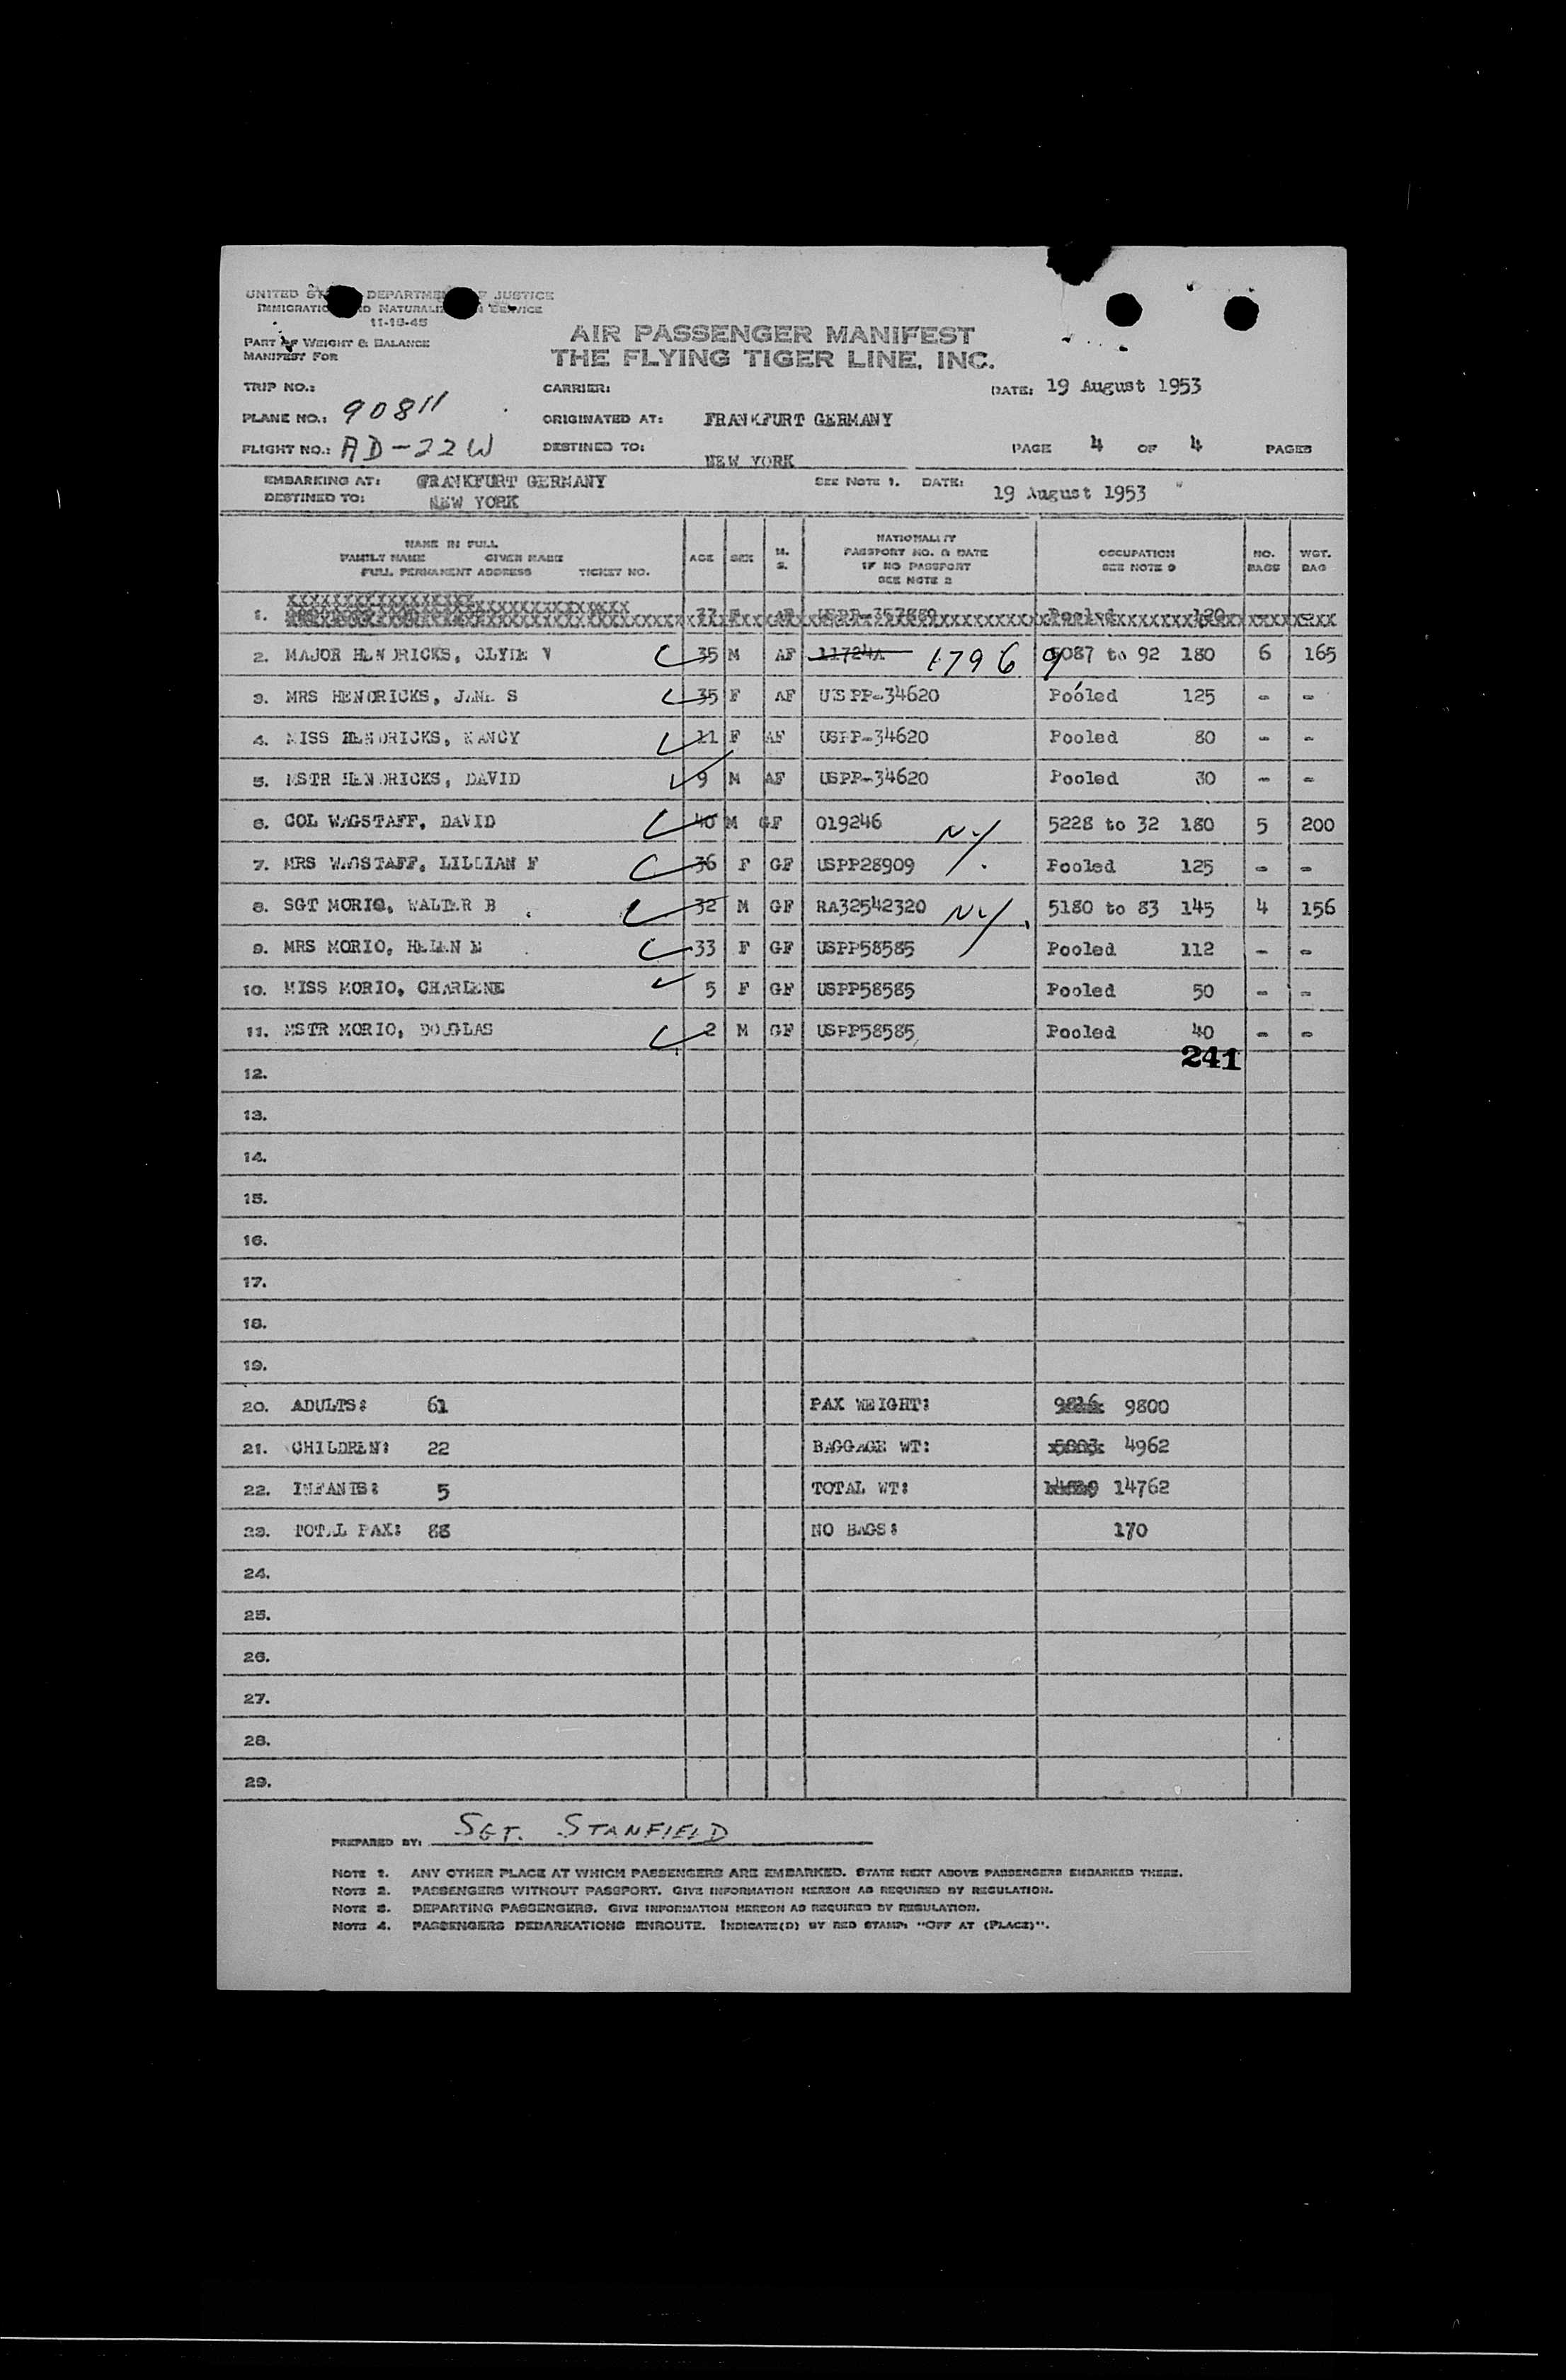 UNITED ST DEPARTME F JUSTICE
IMMIGRATIO D NATURALIZ N SERVICE
11-18-45
PART OF WEIGHT & BALANCE
MANIFEST FOR
AIR PASSENGER MANIFEST
THE FLYING TIGER LINE, INC.
TRIP NO.: CARRIER: DATE: 19 August 1953
PLANE NO.: 90811 ORIGINATED AT: FRANKFURT GERMANY
FLIGHT NO.: AD-22W DESTINED TO: NEW YORK PAGE 4 OF 4 PAGES
EMBARKING AT: FRANKFURT GERMANY SEE NOTE 1. DATE: 19 August 1953
DESTINED TO: NEW YORK
NAME IN FULL
FAMILY NAME GIVEN NAME
FULL PERMANENT ADDRESS TICKET NO. AGE SEX M. S. NATIONALITY PASSPORT NO. & DATE IF NO PASSPORT SEE NOTE 2 OCCUPATION SEE NOTE 3 NO. BAGS WGT. BAG
1.
2. MAJOR HENDRICKS, CLYDE V 35 M AF 11724A 17969 5087 to 92 180 6 165
3. MRS HENDRICKS, JANE S 35 F AF USPP-34620 Pooled 125 - -
4. MISS HENDRICKS, NANCY 11 F AF USPP-34620 Pooled 80 - -
5. MSTR HENDRICKS, DAVID 9 M AF USPP-34620 Pooled 30 - -
6. COL WAGSTAFF, DAVID 40 M GF O19246 NY 5228 to 32 180 5 200
7. MRS WAGSTAFF, LILLIAN F 36 F GF USPP28909 Pooled 125 - -
8. SGT MORIO, WALTER B 32 M GF RA32542320 NY 5180 to 83 145 4 156
9. MRS MORIO, HELEN M 33 F GF USPP58585 Pooled 112 - -
10. MISS MORIO, CHARLENE 5 F GF USPP58585 Pooled 50 - -
11. MSTR MORIO, DOUGLAS 2 M GF USPP58585 Pooled 40 - -
241
12.
13.
14.
15.
16.
17.
18.
19.
20. ADULTS: 61 PAX WEIGHT: 9800
21. CHILDREN: 22 BAGGAGE WT: 4962
22. INFANTS: 5 TOTAL WT: 14762
23. TOTAL PAX: 88 NO BAGS: 170
24.
25.
26.
27.
28.
29.
PREPARED BY: SGT. STANFIELD
NOTE 1. ANY OTHER PLACE AT WHICH PASSENGERS ARE EMBARKED. STATE NEXT ABOVE PASSENGERS EMBARKED THERE.
NOTE 2. PASSENGERS WITHOUT PASSPORT. GIVE INFORMATION HEREON AS REQUIRED BY REGULATION.
NOTE 3. DEPARTING PASSENGERS. GIVE INFORMATION HEREON AS REQUIRED BY REGULATION.
NOTE 4. PASSENGERS DEBARKATIONS ENROUTE. INDICATE(D) BY RED STAMP: "OFF AT (PLACE)".